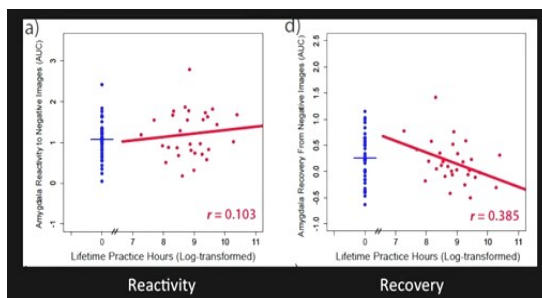 a)
Amygdala Reactivity to Negative Images (AUC)
3
2
1
0
-1
r = 0.103
0 7 8 9 10 11
Lifetime Practice Hours (Log-transformed)
Reactivity
d)
Amygdala Recovery From Negative Images (AUC)
2.5
2.0
1.5
1.0
0.5
0.0
-0.5
-1.0
r = 0.385
0 7 8 9 10 11
Lifetime Practice Hours (Log-transformed)
Recovery